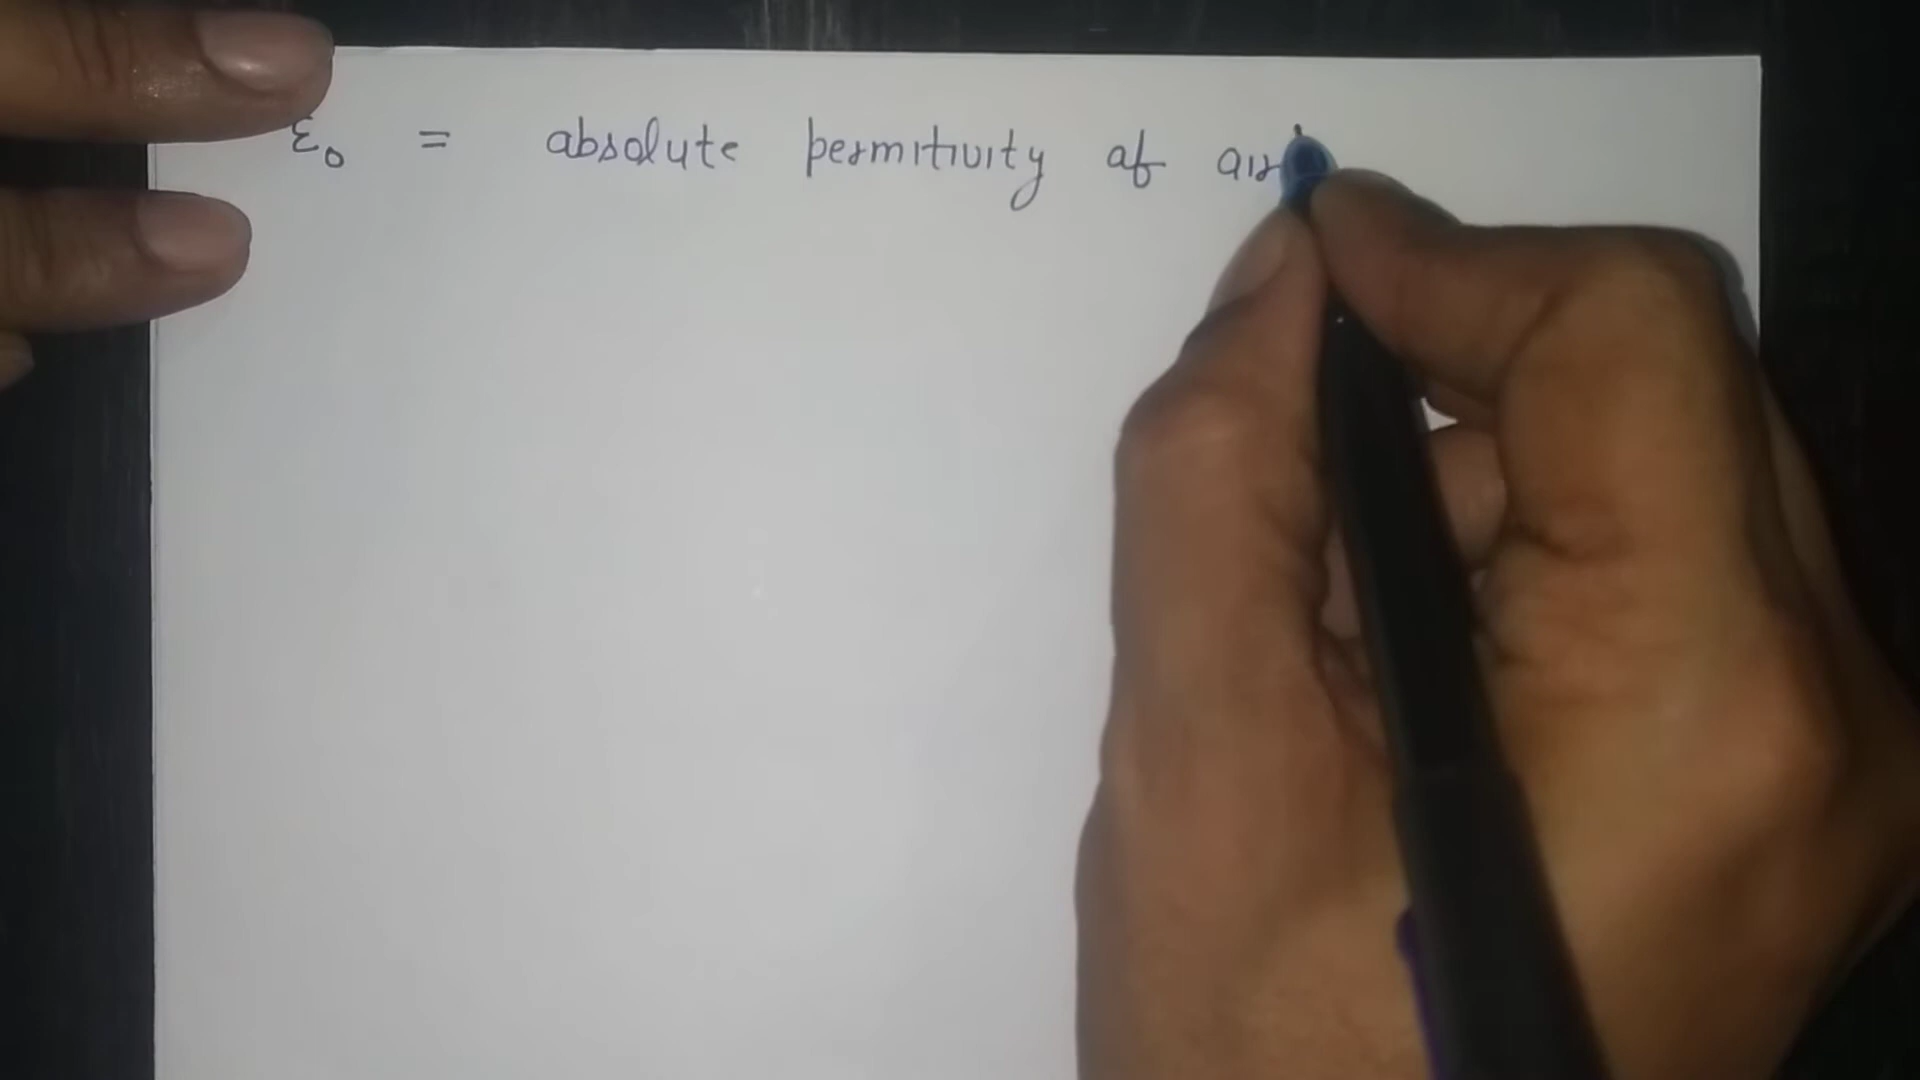 ε₀ = absolute permitivity of air